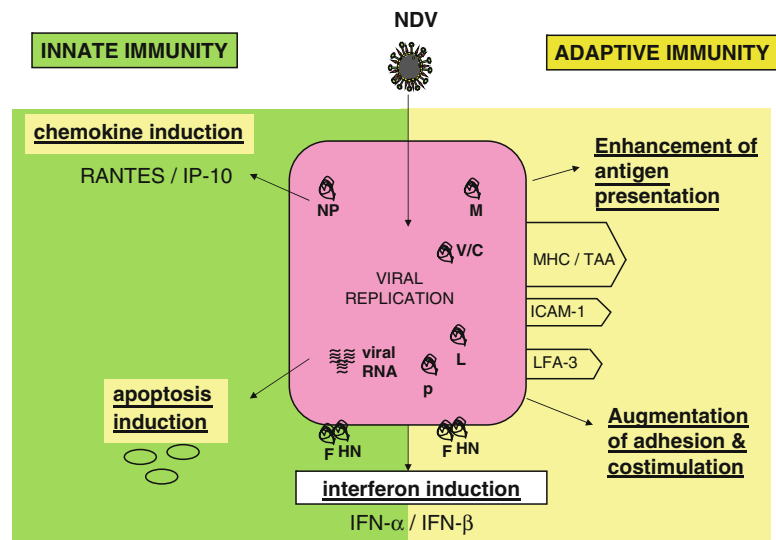 NDV
INNATE IMMUNITY
ADAPTIVE IMMUNITY
chemokine induction
RANTES / IP-10
Enhancement of
antigen
presentation
NP
M
V/C
VIRAL
REPLICATION
MHC / TAA
ICAM-1
LFA-3
viral
RNA
L
p
apoptosis
induction
F HN
F HN
Augmentation
of adhesion &
costimulation
interferon induction
IFN-α / IFN-β